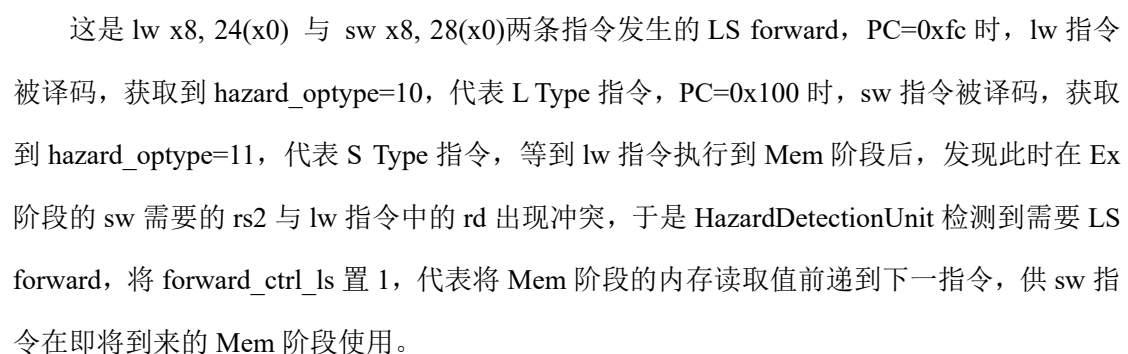 这是 lw x8, 24(x0) 与 sw x8, 28(x0)两条指令发生的 LS forward，PC=0xfc 时，lw 指令
被译码，获取到 hazard_optype=10，代表 L Type 指令，PC=0x100 时，sw 指令被译码，获取
到 hazard_optype=11，代表 S Type 指令，等到 lw 指令执行到 Mem 阶段后，发现此时在 Ex
阶段的 sw 需要的 rs2 与 lw 指令中的 rd 出现冲突，于是 HazardDetectionUnit 检测到需要 LS
forward，将 forward_ctrl_ls 置 1，代表将 Mem 阶段的内存读取值前递到下一指令，供 sw 指
令在即将到来的 Mem 阶段使用。